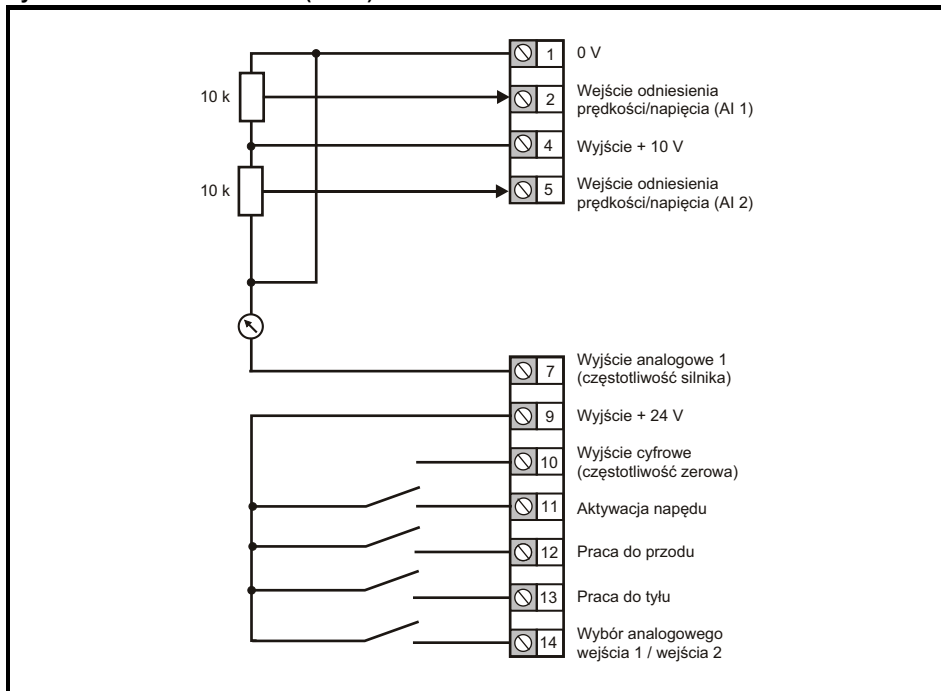 1 0 V
10 k
2 Wejście odniesienia
prędkości/napięcia (AI 1)
4 Wyjście + 10 V
10 k
5 Wejście odniesienia
prędkości/napięcia (AI 2)
7 Wyjście analogowe 1
(częstotliwość silnika)
9 Wyjście + 24 V
10 Wyjście cyfrowe
(częstotliwość zerowa)
11 Aktywacja napędu
12 Praca do przodu
13 Praca do tyłu
14 Wybór analogowego
wejścia 1 / wejścia 2